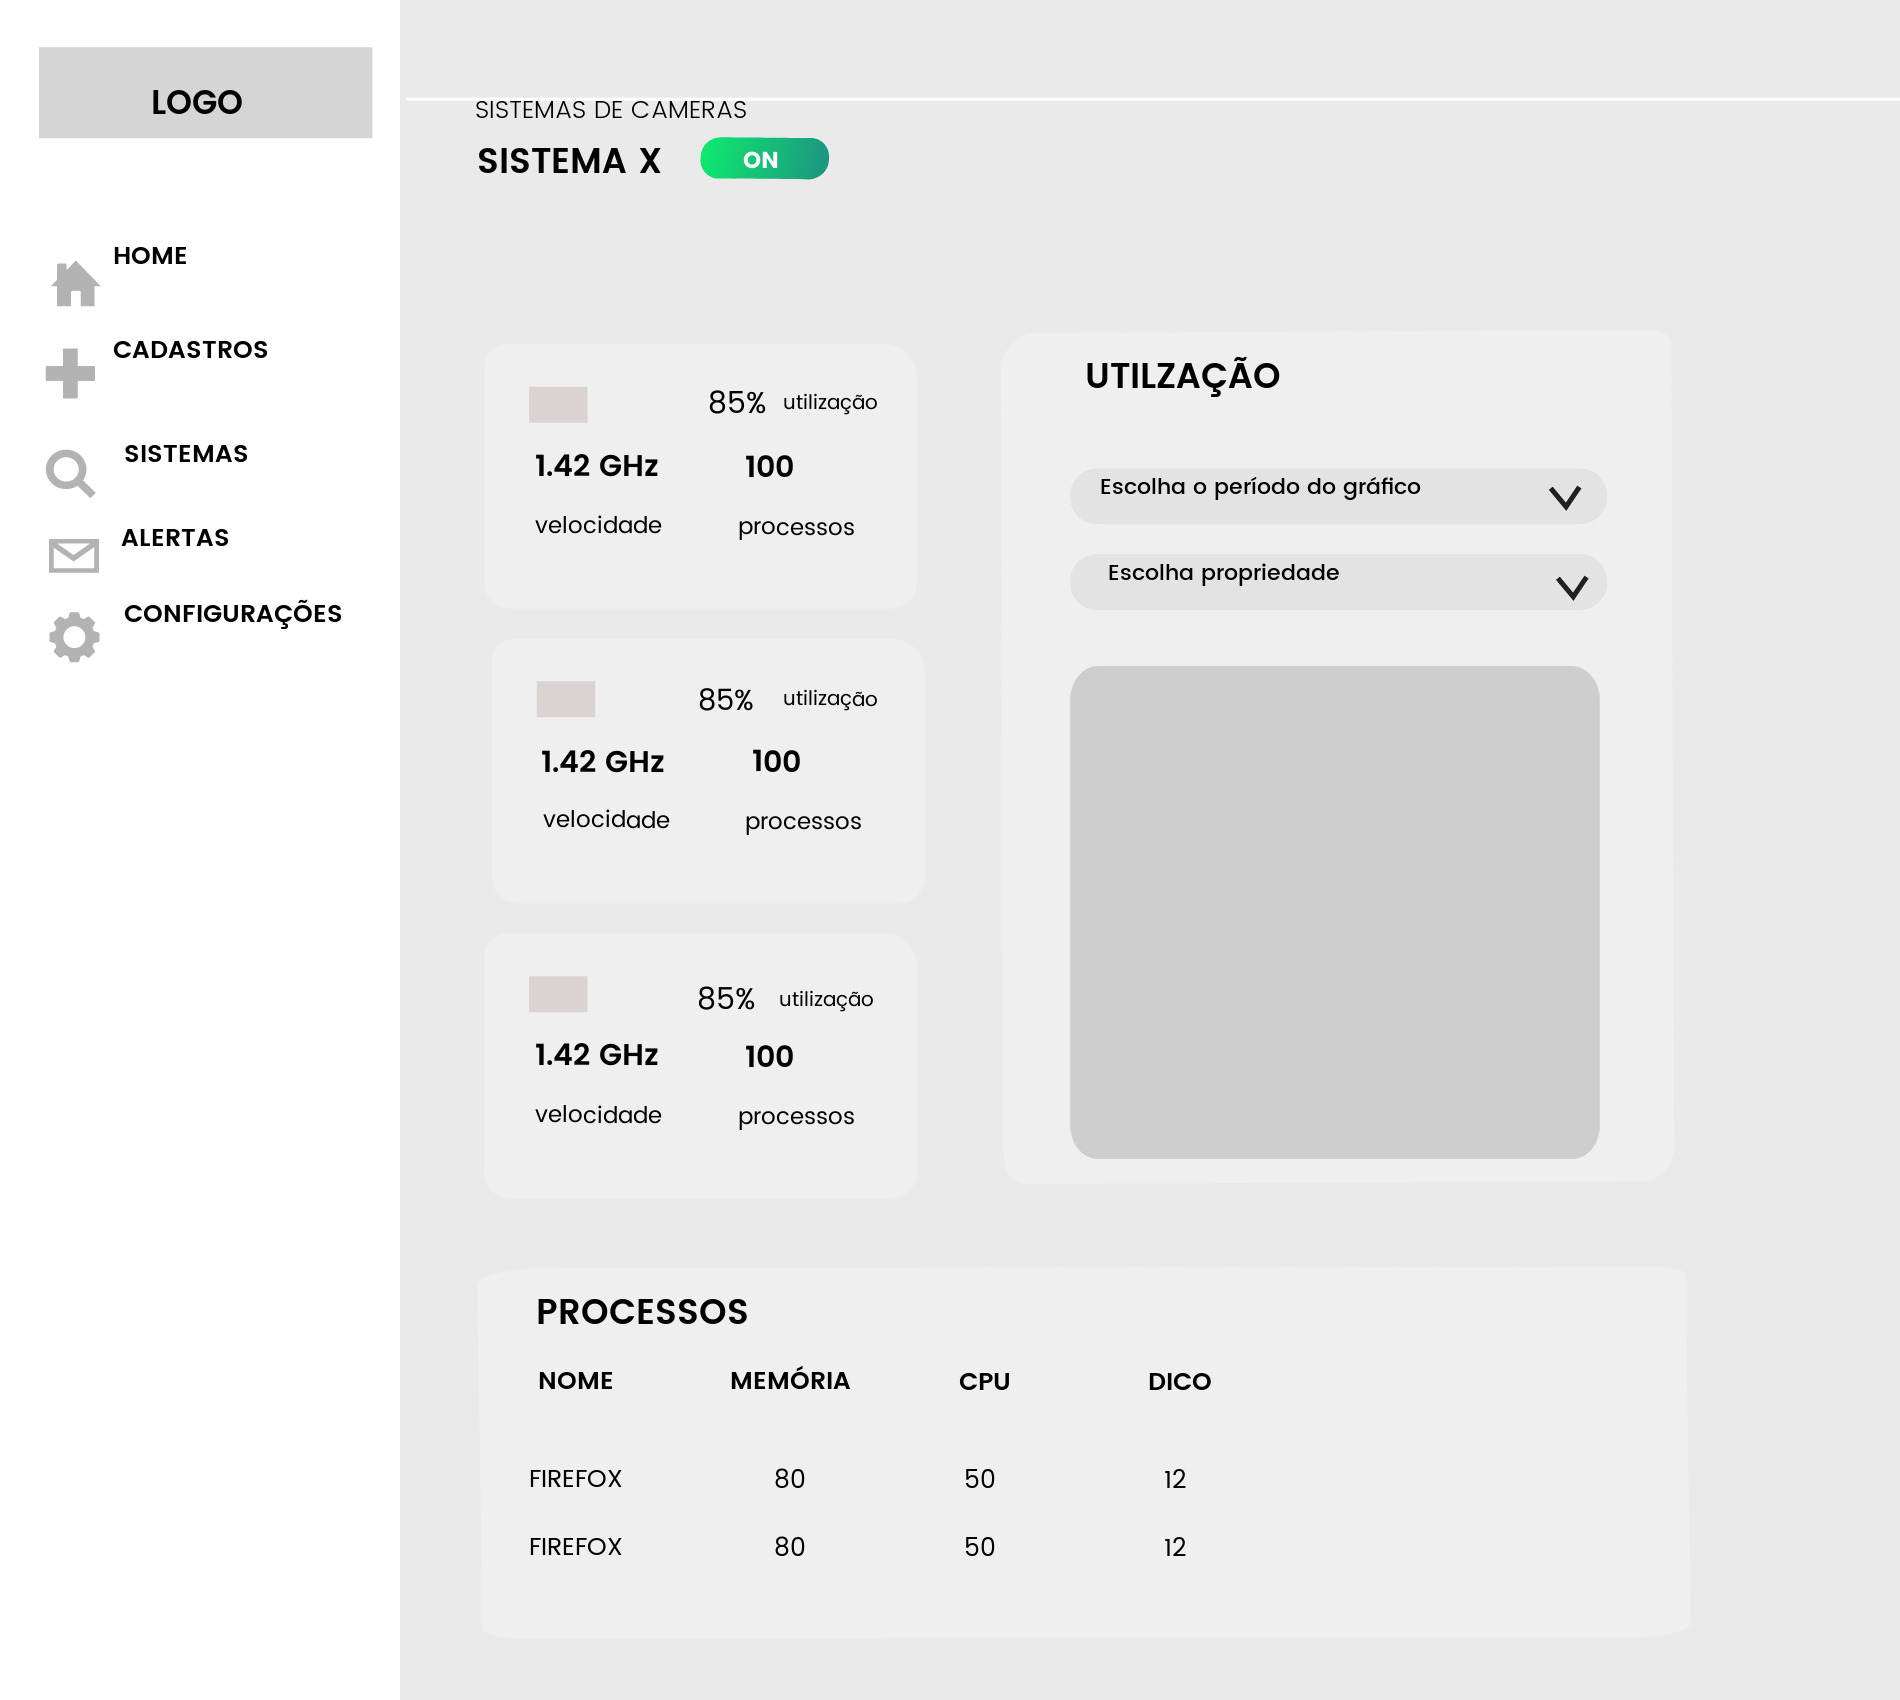 LOGO
HOME
CADASTROS
SISTEMAS
ALERTAS
CONFIGURAÇÕES
SISTEMAS DE CAMERAS
SISTEMA X ON
85% utilização
1.42 GHz 100
velocidade processos
85% utilização
1.42 GHz 100
velocidade processos
85% utilização
1.42 GHz 100
velocidade processos
UTILZAÇÃO
Escolha o período do gráfico
Escolha propriedade
PROCESSOS
NOME MEMÓRIA CPU DICO
FIREFOX 80 50 12
FIREFOX 80 50 12